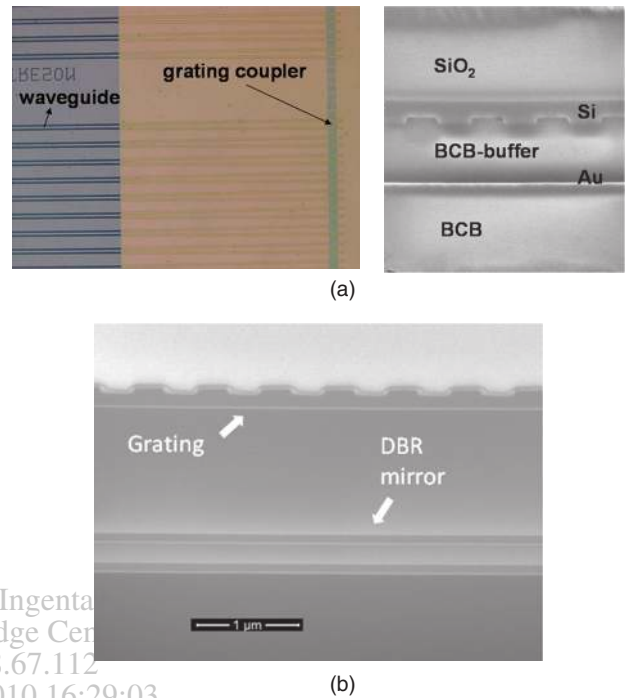 waveguide
grating coupler
SiO₂
Si
BCB-buffer
Au
BCB
(a)
Grating
DBR
mirror
1 μm
(b)
Ingenta
dge Cen
.67.112
010 16:29:03